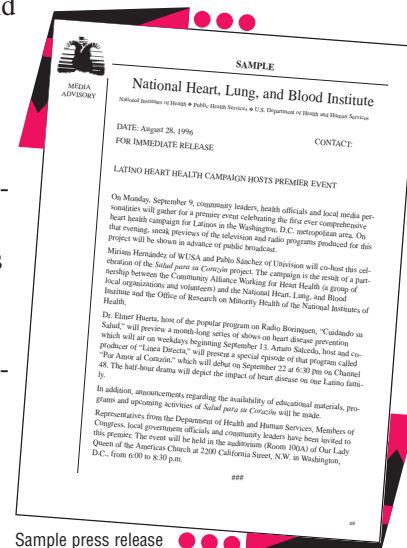 SAMPLE
MEDIA
ADVISORY
National Heart, Lung, and Blood Institute
National Institutes of Health ❖ Public Health Services ❖ U.S. Department of Health and Human Services
DATE: August 28, 1996
CONTACT:
FOR IMMEDIATE RELEASE
LATINO HEART HEALTH CAMPAIGN HOSTS PREMIER EVENT
On Monday, September 9, community leaders, health officials and local media per-
sonalities will gather for a premier event celebrating the first ever comprehensive
heart health campaign for Latinos in the Washington, D.C. metropolitan area. On
that evening, sneak previews of the television and radio programs produced for this
project will be shown in advance of public broadcast.
Miriam Hernández of WUSA and Pablo Sánchez of Univision will co-host this cel-
ebration of the Salud para su Corazón project. The campaign is the result of a part-
nership between the Community Alliance Working for Heart Health (a group of
local organizations and volunteers) and the National Heart, Lung, and Blood
Institute and the Office of Research on Minority Health of the National Institutes of
Health.
Dr. Elmer Huerta, host of the popular program on Radio Borinquen, "Cuidando su
Salud," will preview a month-long series of shows on heart disease prevention
which will air on weekdays beginning September 13. Arturo Salcedo, host and co-
producer of "Linea Directa," will present a special episode of that program called
"Por Amor al Corazón," which will debut on September 22 at 6:30 pm on Channel
48. The half-hour drama will depict the impact of heart disease on one Latino fami-
ly.
In addition, announcements regarding the availability of educational materials, pro-
grams and upcoming activities of Salud para su Corazón will be made.
Representatives from the Department of Health and Human Services, Members of
Congress, local government officials and community leaders have been invited to
this premier. The event will be held in the auditorium (Room 100A) of Our Lady
Queen of the Americas Church at 2200 California Street, N.W. in Washington,
D.C., from 6:00 to 8:30 p.m.
###
Sample press release